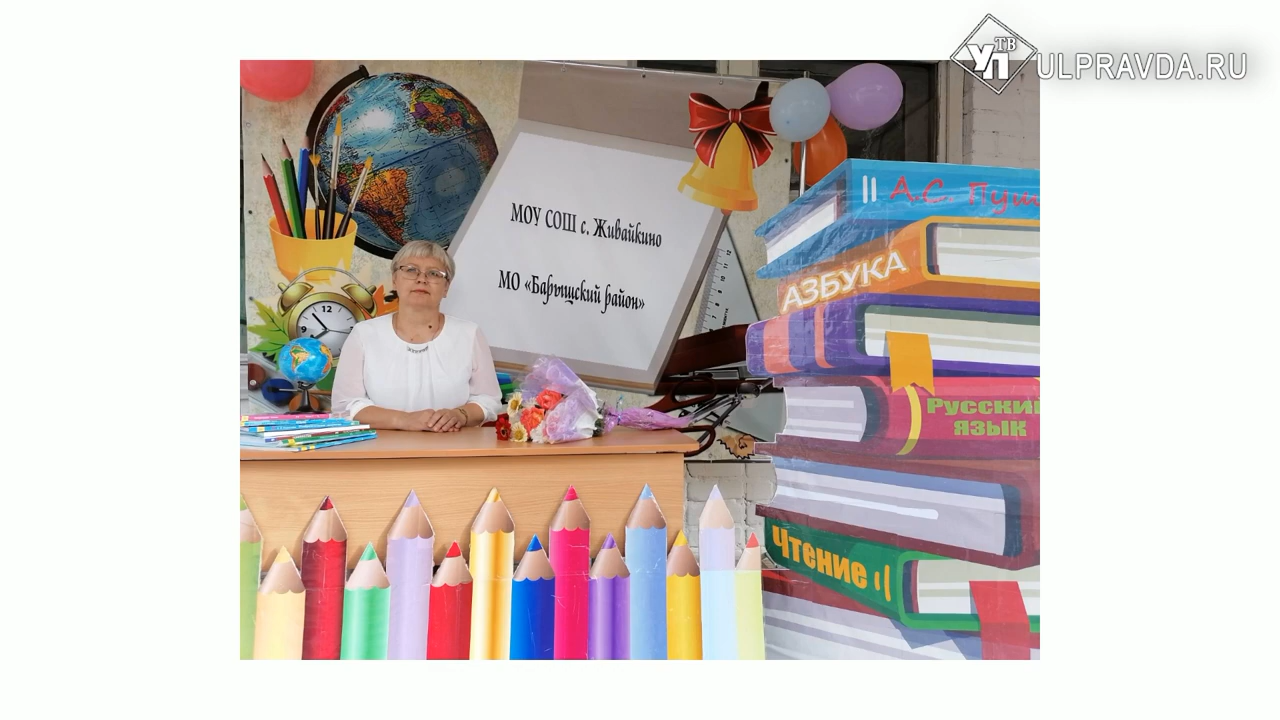 УП ТВ
ULPRAVDA.RU
МОУ СОШ с. Живайкино
МО «Барышский район»
А.С. Пуш
АЗБУКА
Русский
язык
Чтение